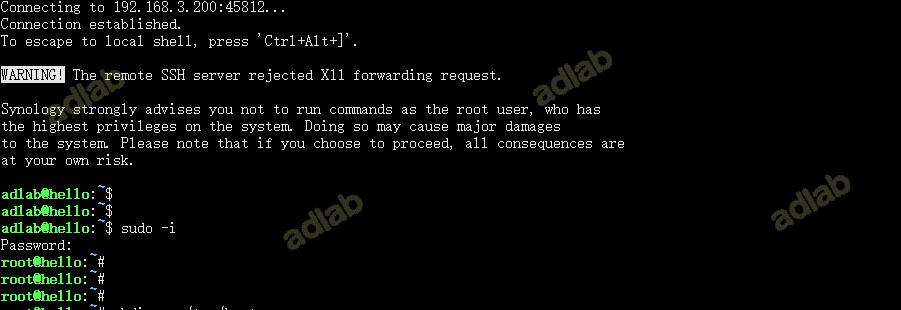 Connecting to 192.168.3.200:45812...
Connection established.
To escape to local shell, press 'Ctrl+Alt+]'.
WARNING! The remote SSH server rejected X11 forwarding request.
Synology strongly advises you not to run commands as the root user, who has
the highest privileges on the system. Doing so may cause major damages
to the system. Please note that if you choose to proceed, all consequences are
at your own risk.
adlab@hello:~$
adlab@hello:~$
adlab@hello:~$ sudo -i
Password:
root@hello:~#
root@hello:~#
root@hello:~#
adlab
adlab
adlab
adlab